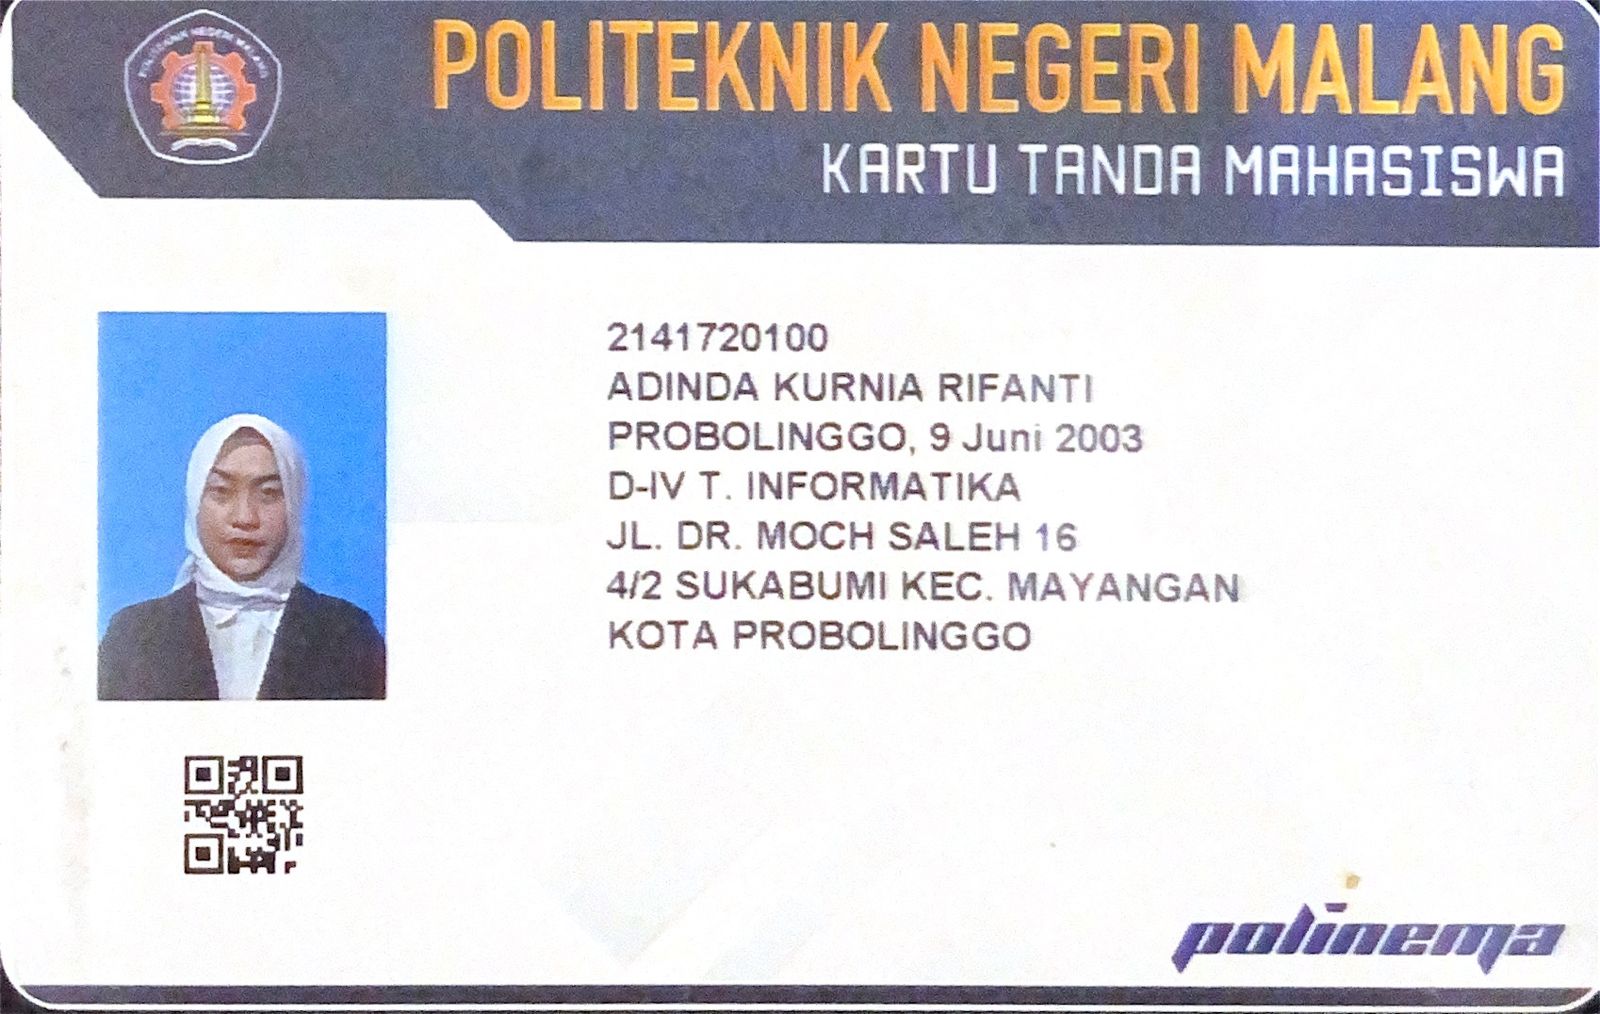 POLITEKNIK NEGERI MALANG
POLITEKNIK NEGERI MALANG
KARTU TANDA MAHASISWA
2141720100
ADINDA KURNIA RIFANTI
PROBOLINGGO, 9 Juni 2003
D-IV T. INFORMATIKA
JL. DR. MOCH SALEH 16
4/2 SUKABUMI KEC. MAYANGAN
KOTA PROBOLINGGO
polinema